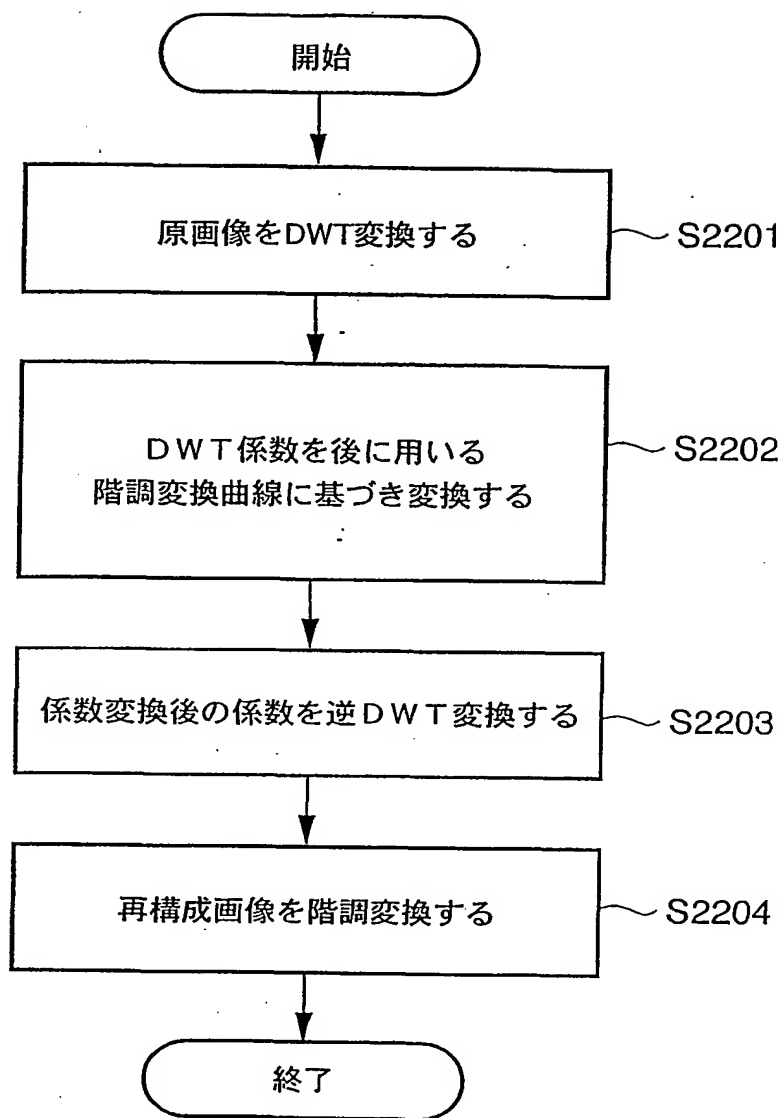 開始
原画像をDWT変換する
S2201
ＤＷＴ係数を後に用いる
階調変換曲線に基づき変換する
S2202
係数変換後の係数を逆ＤＷＴ変換する
S2203
再構成画像を階調変換する
S2204
終了